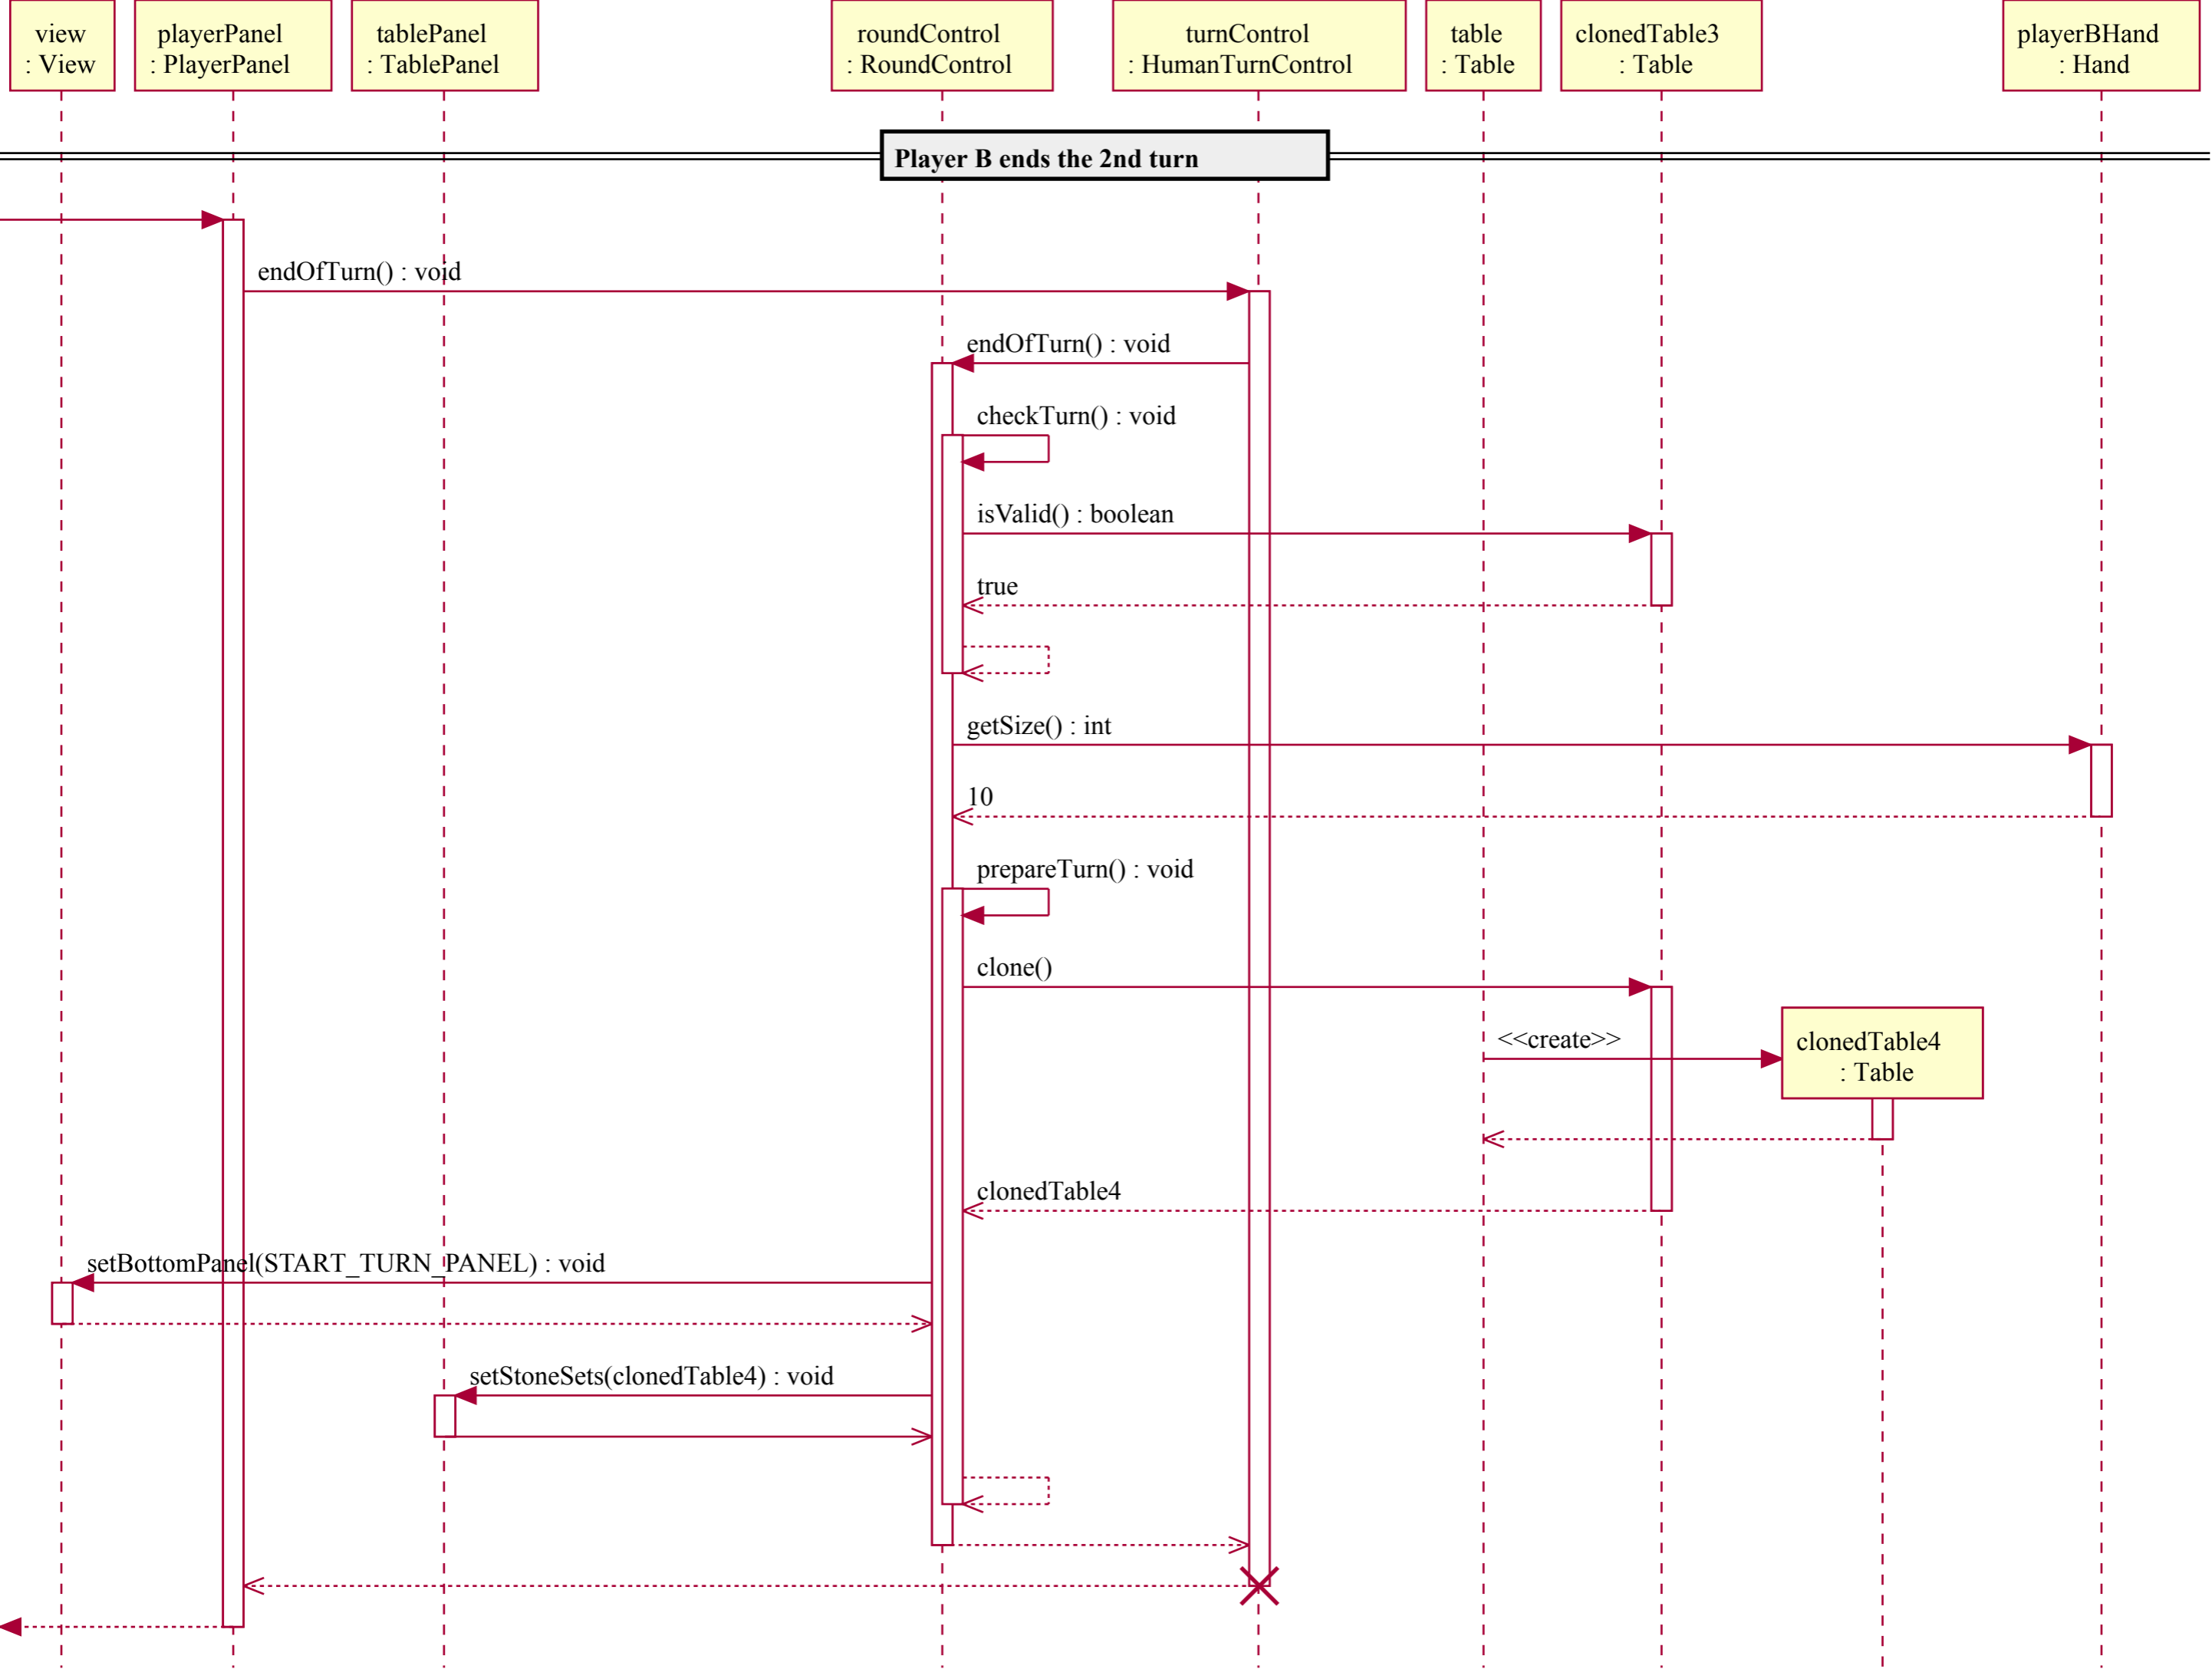 view
: View
playerPanel
: PlayerPanel
tablePanel
: TablePanel
roundControl
: RoundControl
turnControl
: HumanTurnControl
table
: Table
clonedTable3
: Table
playerBHand
: Hand
Player B ends the 2nd turn
endOfTurn() : void
endOfTurn() : void
checkTurn() : void
isValid() : boolean
true
getSize() : int
10
prepareTurn() : void
clone()
<<create>>
clonedTable4
: Table
clonedTable4
setBottomPanel(START_TURN_PANEL) : void
setStoneSets(clonedTable4) : void